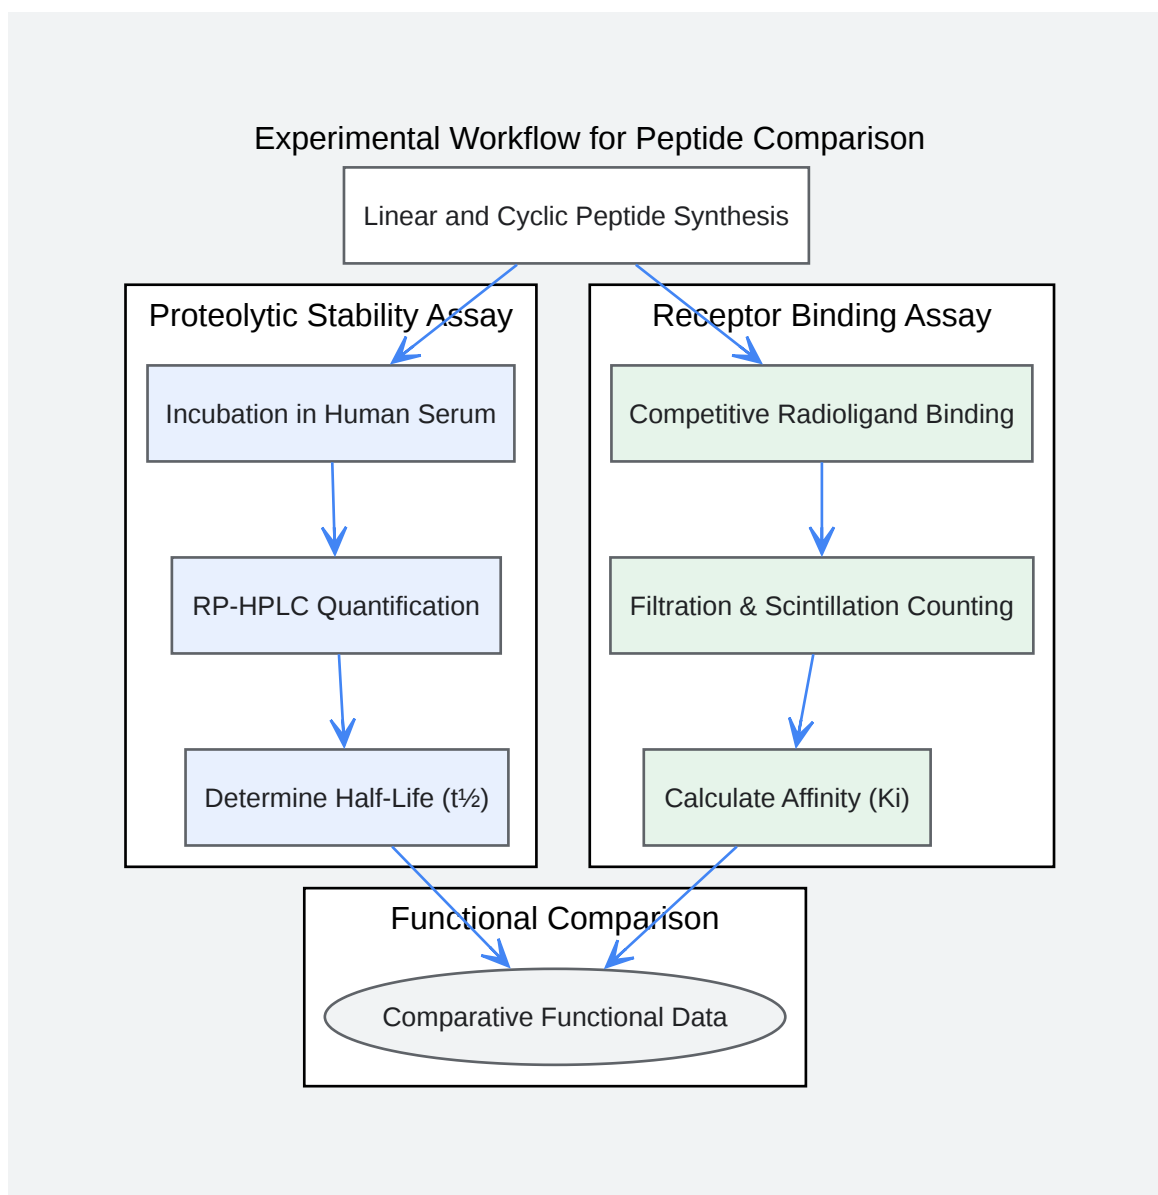 Experimental Workflow for Peptide Comparison
Linear and Cyclic Peptide Synthesis
Proteolytic Stability Assay
Incubation in Human Serum
RP-HPLC Quantification
Determine Half-Life (t½)
Receptor Binding Assay
Competitive Radioligand Binding
Filtration & Scintillation Counting
Calculate Affinity (Ki)
Functional Comparison
Comparative Functional Data